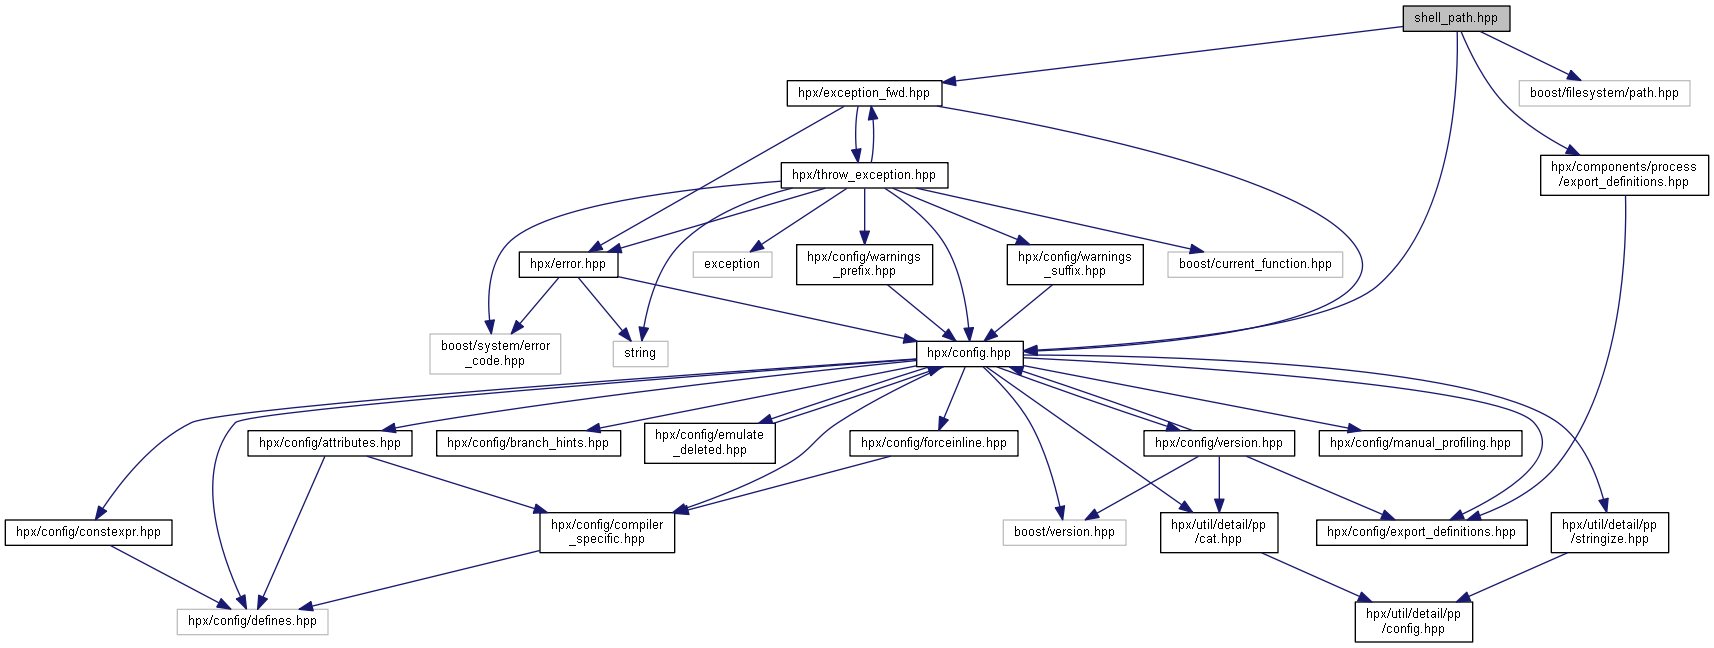 shell_path.hpp
hpx/exception_fwd.hpp
boost/filesystem/path.hpp
hpx/throw_exception.hpp
hpx/components/process
/export_definitions.hpp
hpx/error.hpp
exception
hpx/config/warnings
_prefix.hpp
hpx/config/warnings
_suffix.hpp
boost/current_function.hpp
boost/system/error
_code.hpp
string
hpx/config.hpp
hpx/config/attributes.hpp
hpx/config/branch_hints.hpp
hpx/config/emulate
_deleted.hpp
hpx/config/forceinline.hpp
hpx/config/version.hpp
hpx/config/manual_profiling.hpp
hpx/config/constexpr.hpp
hpx/config/compiler
_specific.hpp
boost/version.hpp
hpx/util/detail/pp
/cat.hpp
hpx/config/export_definitions.hpp
hpx/util/detail/pp
/stringize.hpp
hpx/config/defines.hpp
hpx/util/detail/pp
/config.hpp